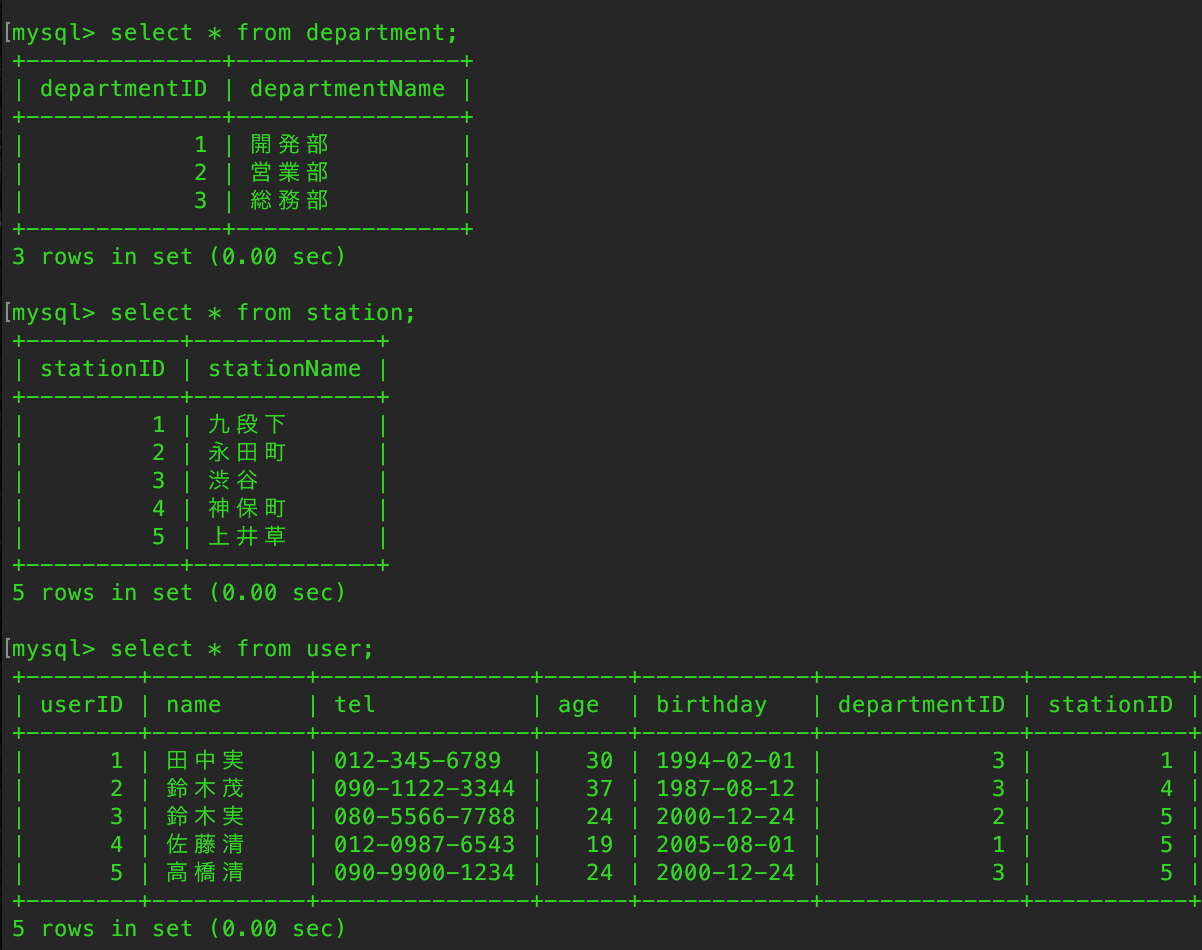 [mysql> select * from department;
+--------------+----------------+
| departmentID | departmentName |
+--------------+----------------+
|            1 | 開発部         |
|            2 | 営業部         |
|            3 | 総務部         |
+--------------+----------------+
3 rows in set (0.00 sec)
[mysql> select * from station;
+-----------+-------------+
| stationID | stationName |
+-----------+-------------+
|         1 | 九段下      |
|         2 | 永田町      |
|         3 | 渋谷        |
|         4 | 神保町      |
|         5 | 上井草      |
+-----------+-------------+
5 rows in set (0.00 sec)
[mysql> select * from user;
+--------+-----------+---------------+------+------------+--------------+-----------+
| userID | name      | tel           | age  | birthday   | departmentID | stationID |
+--------+-----------+---------------+------+------------+--------------+-----------+
|      1 | 田中実    | 012-345-6789  |   30 | 1994-02-01 |            3 |         1 |
|      2 | 鈴木茂    | 090-1122-3344 |   37 | 1987-08-12 |            3 |         4 |
|      3 | 鈴木実    | 080-5566-7788 |   24 | 2000-12-24 |            2 |         5 |
|      4 | 佐藤清    | 012-0987-6543 |   19 | 2005-08-01 |            1 |         5 |
|      5 | 高橋清    | 090-9900-1234 |   24 | 2000-12-24 |            3 |         5 |
+--------+-----------+---------------+------+------------+--------------+-----------+
5 rows in set (0.00 sec)